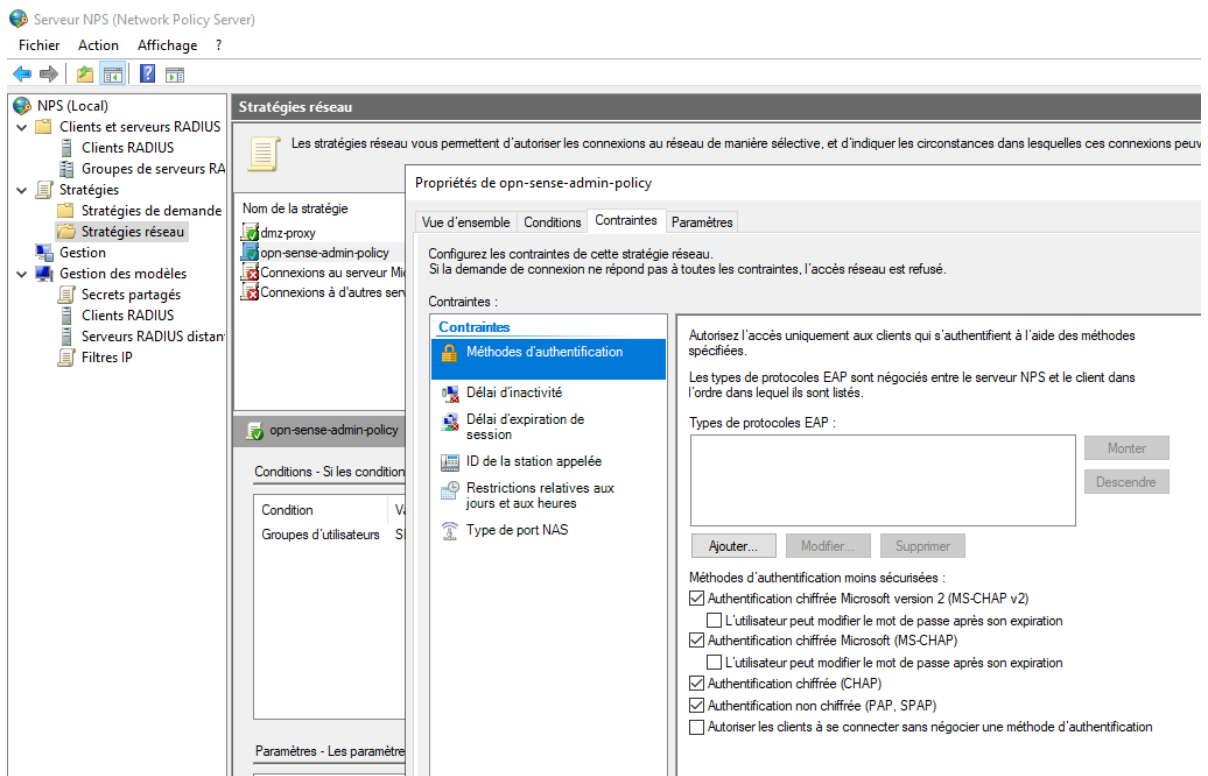 Serveur NPS (Network Policy Server)
Fichier Action Affichage ?
NPS (Local)
Clients et serveurs RADIUS
Clients RADIUS
Groupes de serveurs RA
Stratégies
Stratégies de demande
Stratégies réseau
Gestion
Gestion des modèles
Secrets partagés
Clients RADIUS
Serveurs RADIUS distan
Filtres IP
Stratégies réseau
Les stratégies réseau vous permettent d'autoriser les connexions au réseau de manière sélective, et d'indiquer les circonstances dans lesquelles ces connexions peuv
Nom de la stratégie
dmz-proxy
opn-sense-admin-policy
Connexions au serveur Mi
Connexions à d'autres serv
opn-sense-admin-policy
Conditions - Si les condition
Condition
Groupes d'utilisateurs
Paramètres - Les paramètre
Propriétés de opn-sense-admin-policy
Vue d'ensemble Conditions Contraintes Paramètres
Configurez les contraintes de cette stratégie réseau.
Si la demande de connexion ne répond pas à toutes les contraintes, l'accès réseau est refusé.
Contraintes :
Contraintes
Méthodes d'authentification
Délai d'inactivité
Délai d'expiration de
session
ID de la station appelée
Restrictions relatives aux
jours et aux heures
Type de port NAS
Autorisez l'accès uniquement aux clients qui s'authentifient à l'aide des méthodes
spécifiées.
Les types de protocoles EAP sont négociés entre le serveur NPS et le client dans
l'ordre dans lequel ils sont listés.
Types de protocoles EAP :
Monter
Descendre
Ajouter... Modifier... Supprimer
Méthodes d'authentification moins sécurisées :
Authentification chiffrée Microsoft version 2 (MS-CHAP v2)
L'utilisateur peut modifier le mot de passe après son expiration
Authentification chiffrée Microsoft (MS-CHAP)
L'utilisateur peut modifier le mot de passe après son expiration
Authentification chiffrée (CHAP)
Authentification non chiffrée (PAP, SPAP)
Autoriser les clients à se connecter sans négocier une méthode d'authentification